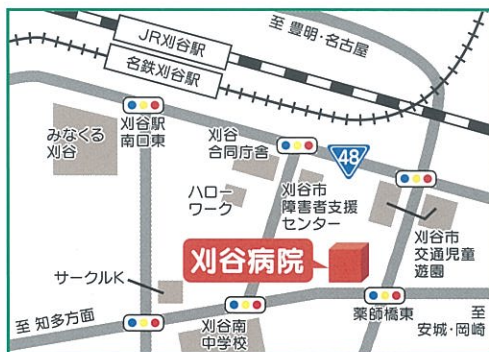 JR刈谷駅
名鉄刈谷駅
至 豊明・名古屋
みなくる
刈谷
刈谷駅
南口東
刈谷
合同庁舎
48
ハロー
ワーク
刈谷市
障害者支援
センター
刈谷市
交通児童
遊園
刈谷病院
サークルK
至 知多方面
刈谷南
中学校
薬師橋東
至
安城・岡崎